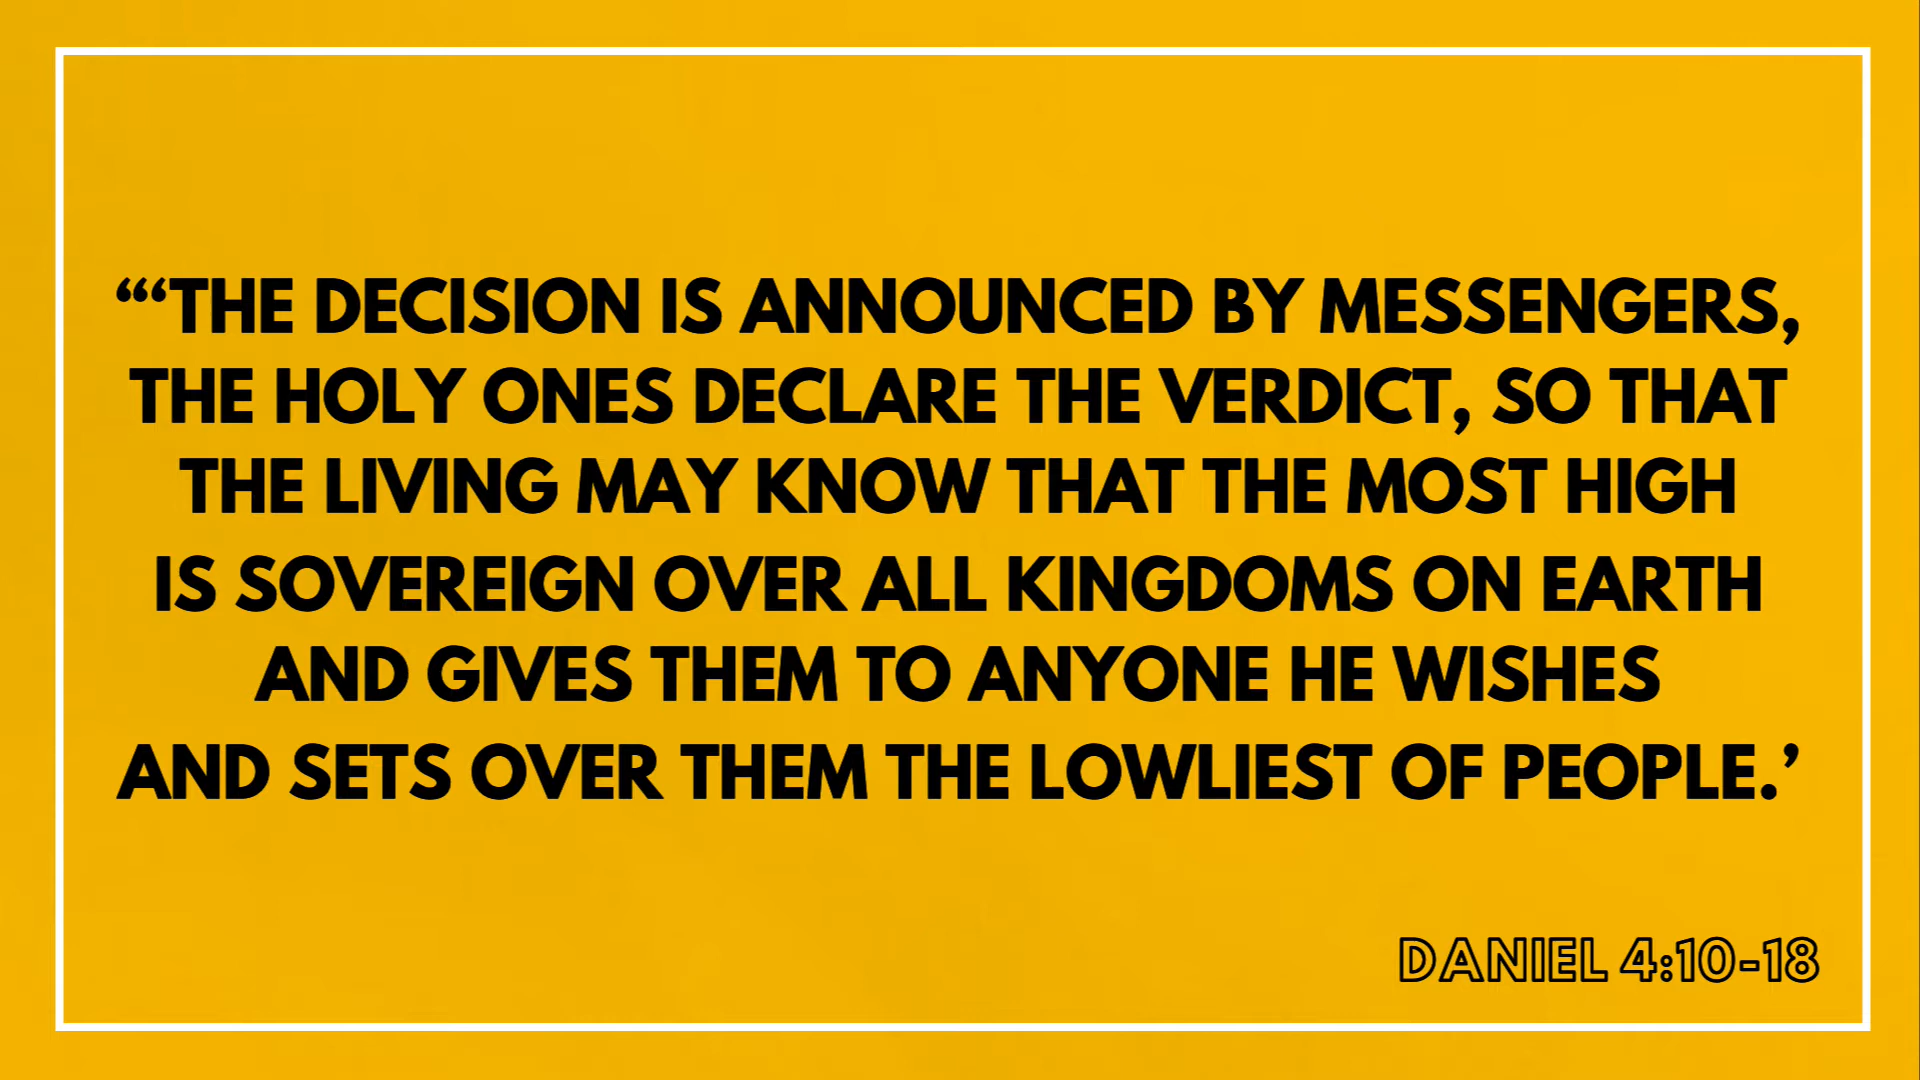 “‘THE DECISION IS ANNOUNCED BY MESSENGERS,
THE HOLY ONES DECLARE THE VERDICT, SO THAT
THE LIVING MAY KNOW THAT THE MOST HIGH
IS SOVEREIGN OVER ALL KINGDOMS ON EARTH
AND GIVES THEM TO ANYONE HE WISHES
AND SETS OVER THEM THE LOWLIEST OF PEOPLE.’
DANIEL 4:10-18